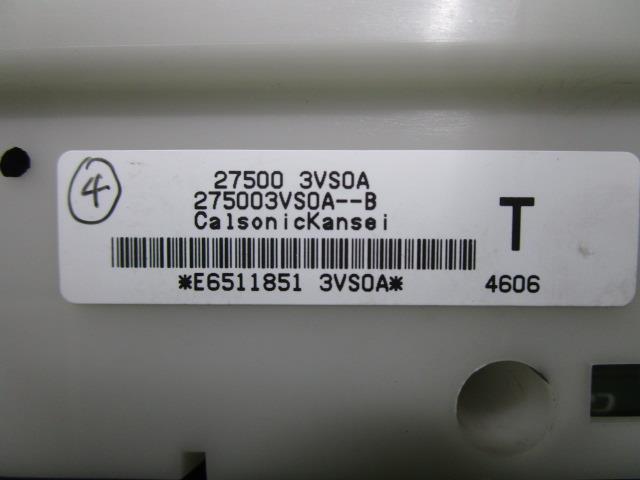 4
27500 3VS0A
275003VS0A--B
CalsonicKansei
T
*E6511851 3VS0A*
4606